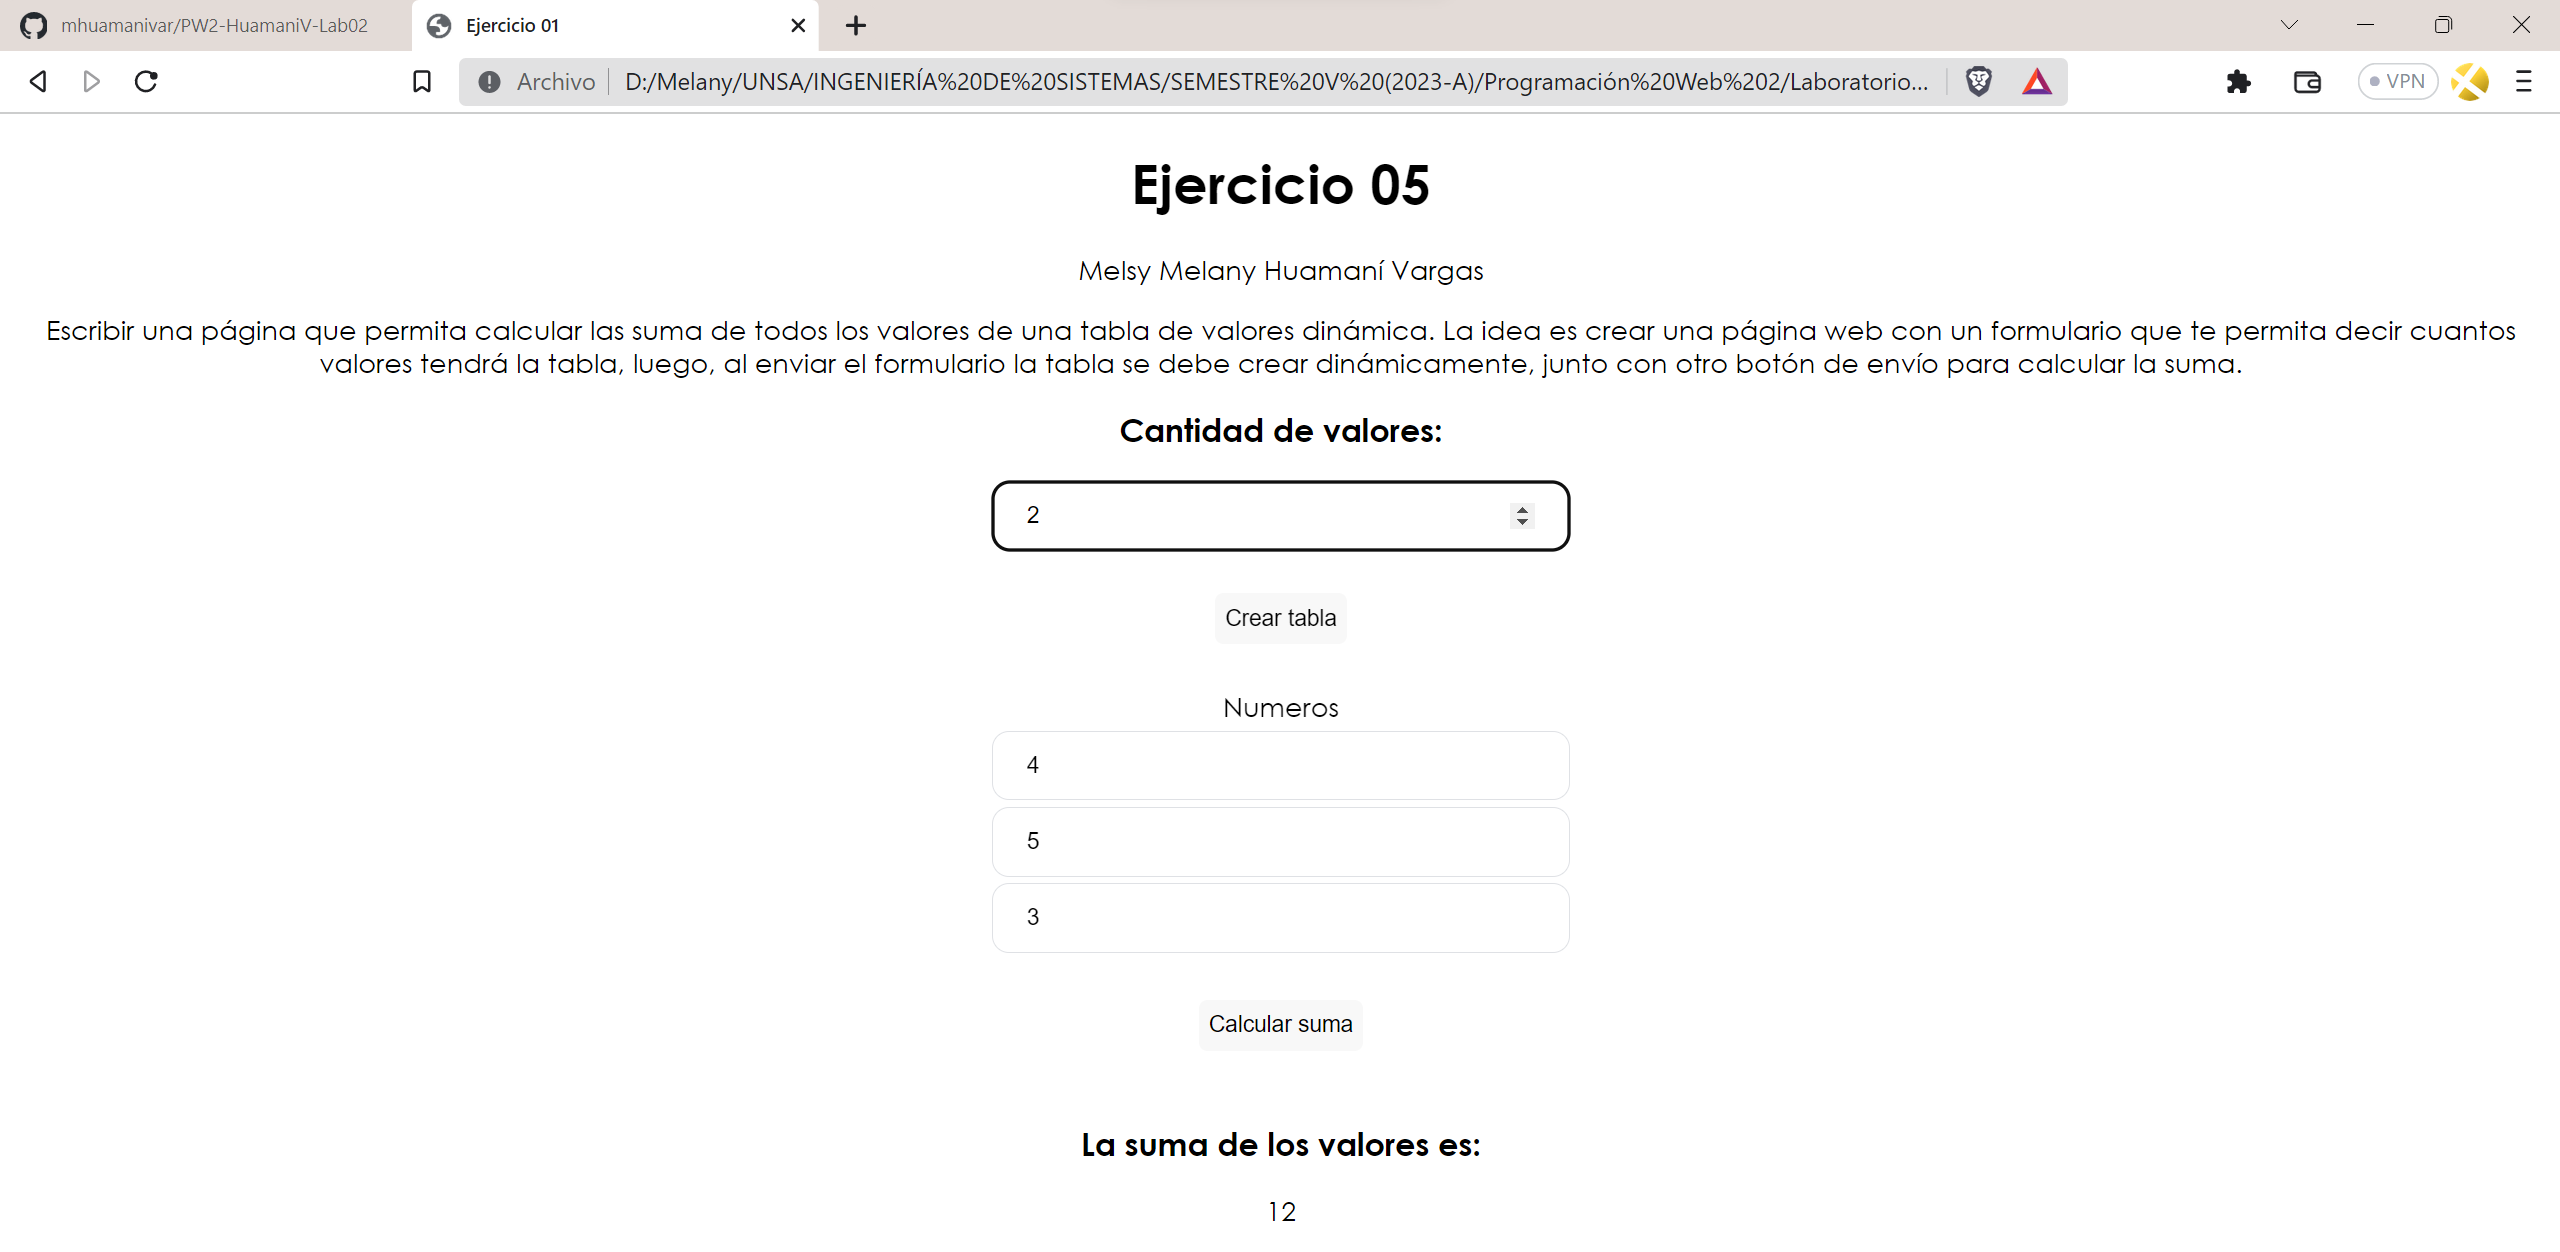 mhuamanivar/PW2-HuamaniV-Lab02
Ejercicio 01
Archivo
D:/Melany/UNSA/INGENIERÍA%20DE%20SISTEMAS/SEMESTRE%20V%20(2023-A)/Programación%20Web%202/Laboratorio...
VPN
Ejercicio 05
Melsy Melany Huamaní Vargas
Escribir una página que permita calcular las suma de todos los valores de una tabla de valores dinámica. La idea es crear una página web con un formulario que te permita decir cuantos
valores tendrá la tabla, luego, al enviar el formulario la tabla se debe crear dinámicamente, junto con otro botón de envío para calcular la suma.
Cantidad de valores:
2
Crear tabla
Numeros
4
5
3
Calcular suma
La suma de los valores es:
12